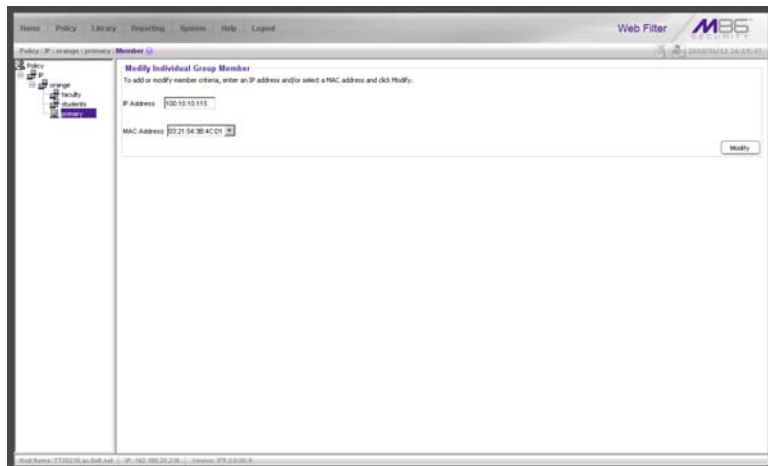 Home Policy Library Reporting System Help Logout
Web Filter M86 SECURITY
Policy : IP : orange : primary : Member
Policy
IP
orange
faculty
students
primary
Modify Individual Group Member
To add or modify member criteria, enter an IP address and/or select a MAC address and click Modify.
IP Address 100.10.10.115
MAC Address 03:21:54:3B:4C:D1
Modify